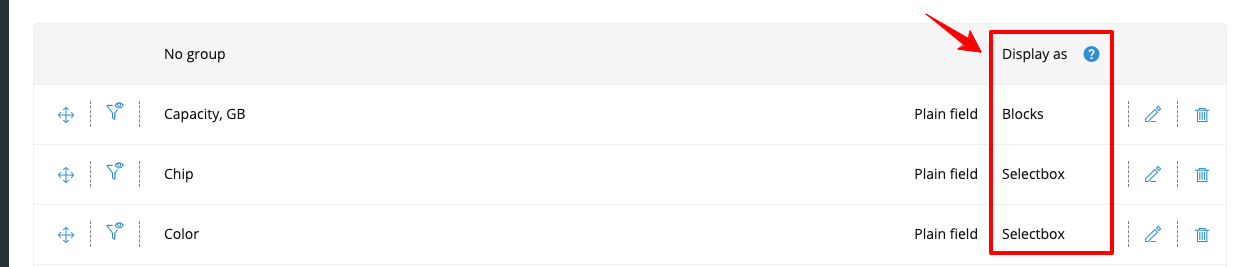 No group Display as ?
Capacity, GB Plain field Blocks
Chip Plain field Selectbox
Color Plain field Selectbox